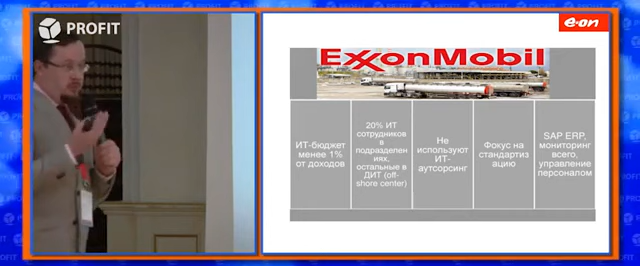 PROFIT
e·on
ExxonMobil
ИТ-бюджет
менее 1%
от доходов
20% ИТ
сотрудников
в
подразделен
иях,
остальные в
ДИТ (off-
shore center)
Не
используют
ИТ-
аутсорсинг
Фокус на
стандартиз
ацию
SAP ERP,
мониторинг
всего,
управление
персоналом